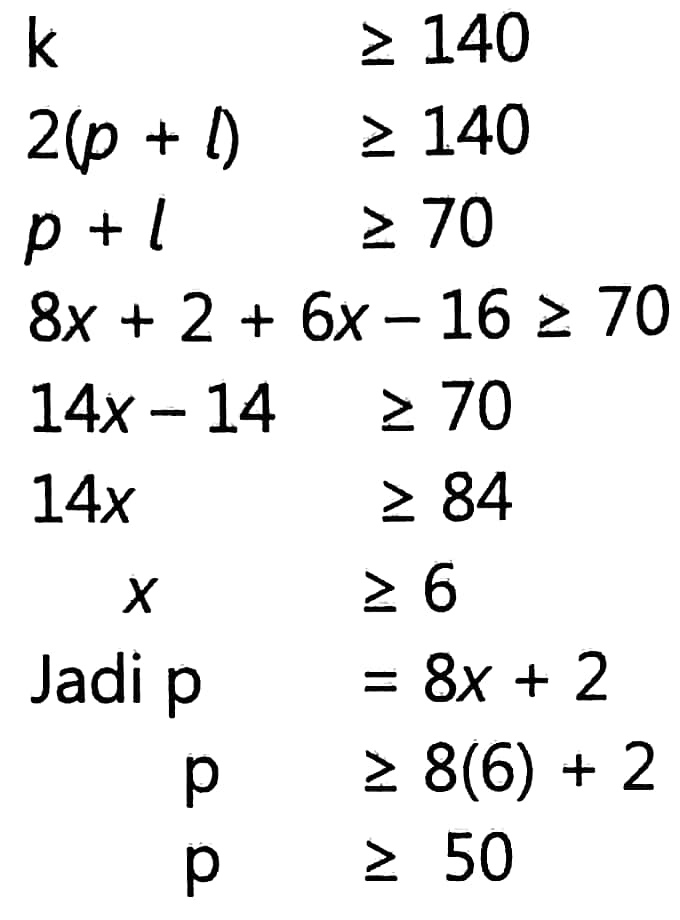 k ≥ 140
2(p + l) ≥ 140
p + l ≥ 70
8x + 2 + 6x – 16 ≥ 70
14x – 14 ≥ 70
14x ≥ 84
x ≥ 6
Jadi p = 8x + 2
p ≥ 8(6) + 2
p ≥ 50